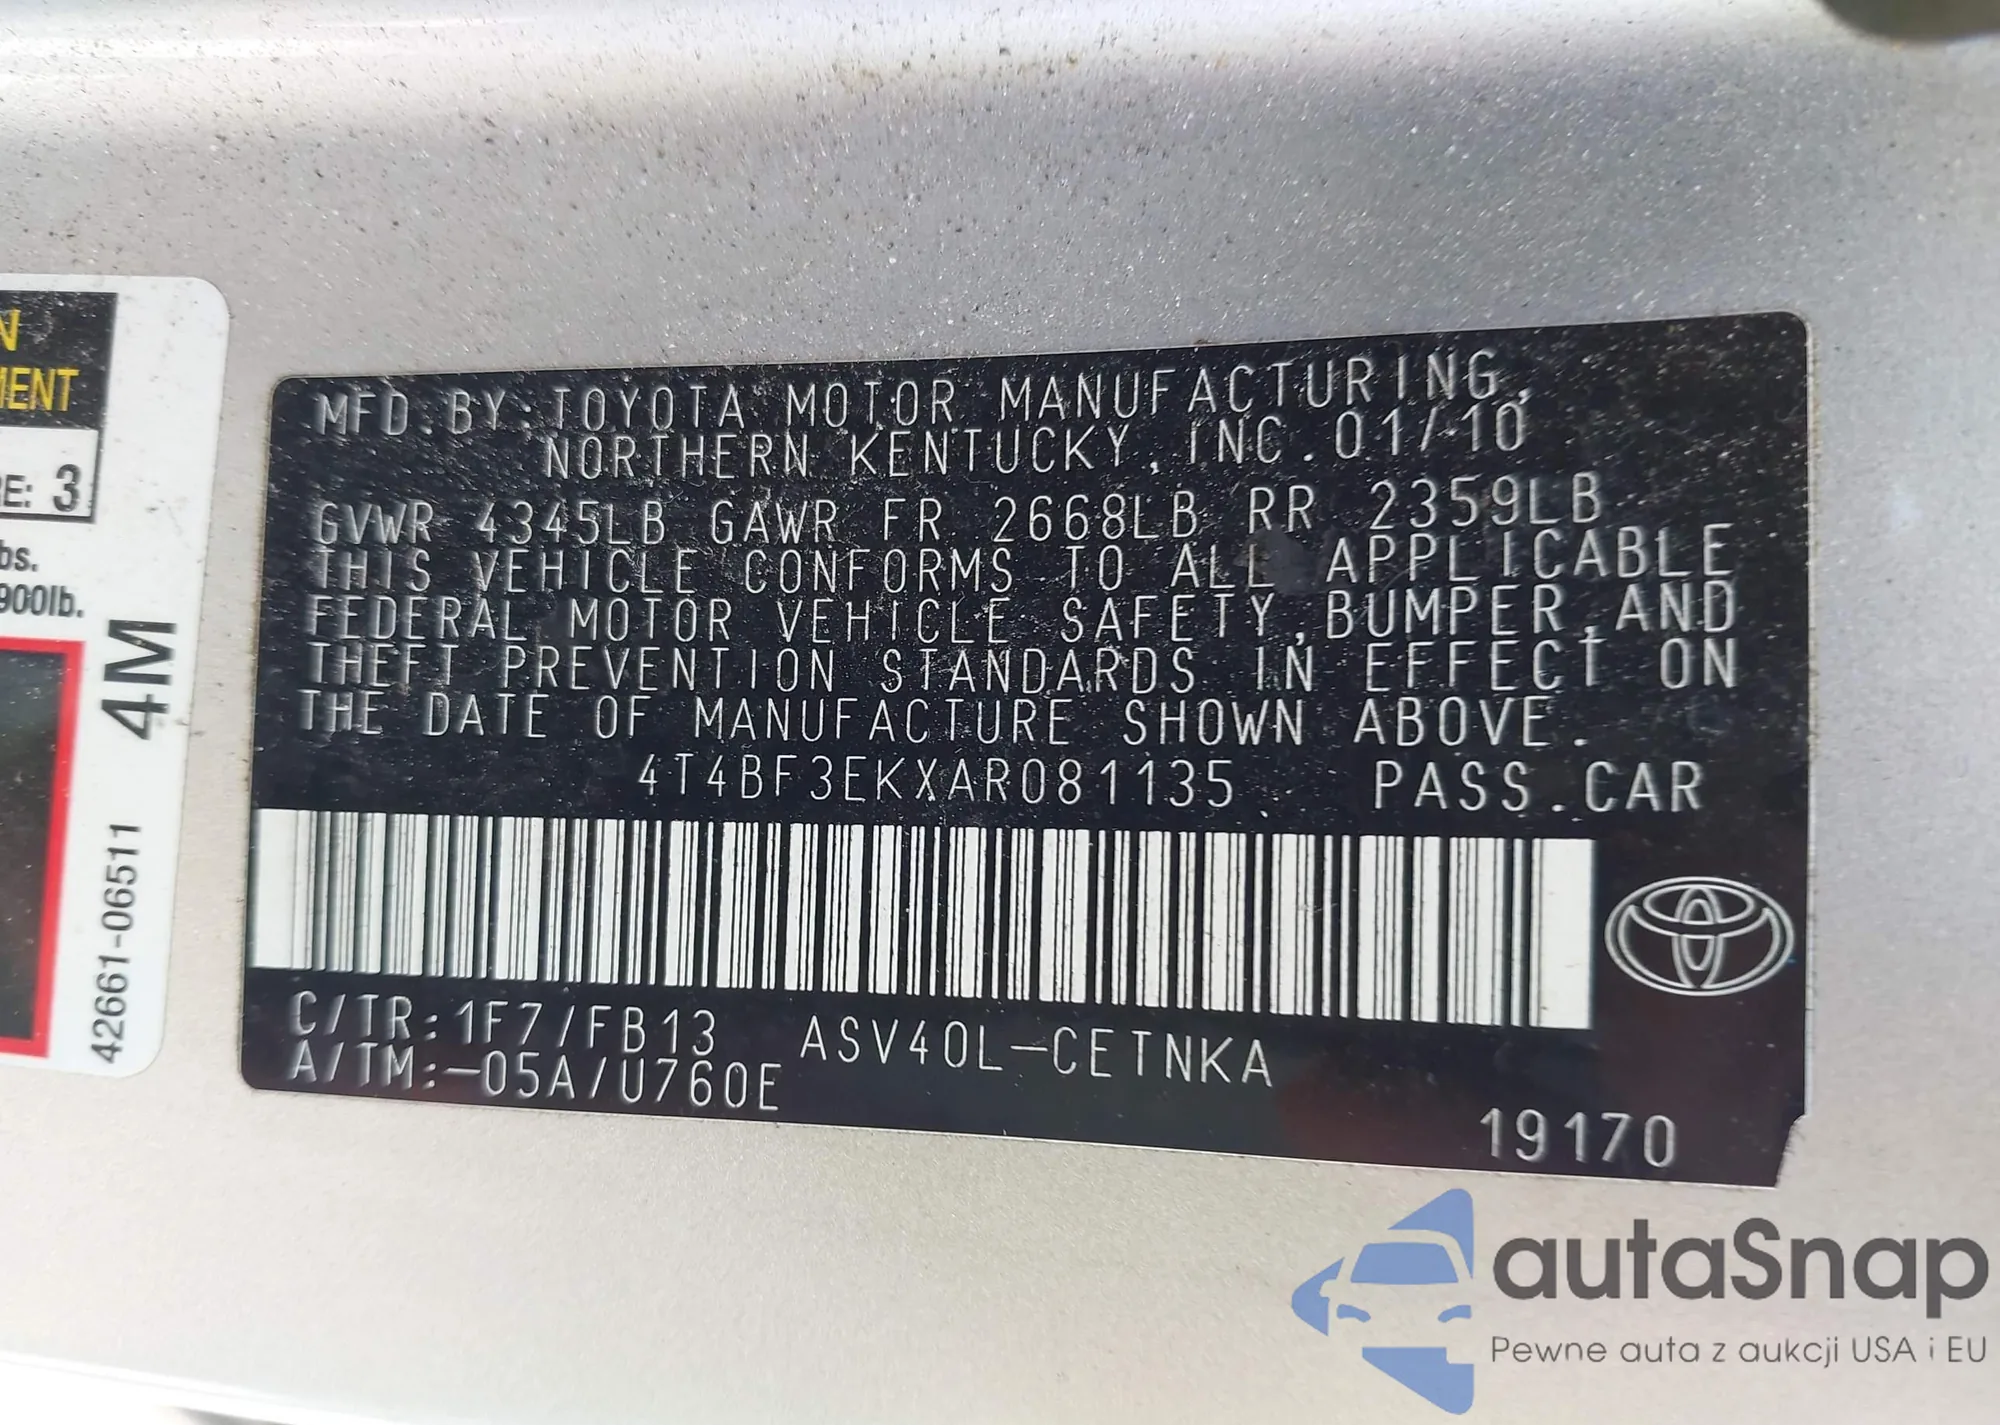 N
MENT
RE: 3
bs.
900lb.
4M
42661-06511
MFD.BY:TOYOTA MOTOR MANUFACTURING,
NORTHERN KENTUCKY, INC.01/10
GVWR 4345LB GAWR FR 2668LB RR 2359LB
THIS VEHICLE CONFORMS TO ALL APPLICABLE
FEDERAL MOTOR VEHICLE SAFETY,BUMPER,AND
THEFT PREVENTION STANDARDS IN EFFECT ON
THE DATE OF MANUFACTURE SHOWN ABOVE.
4T4BF3EKXAR081135 PASS.CAR
C/TR:1F7/FB13 ASV40L-CETNKA
A/TM:-05A/U760E
19170
autaSnap
Pewne auta z aukcji USA i EU